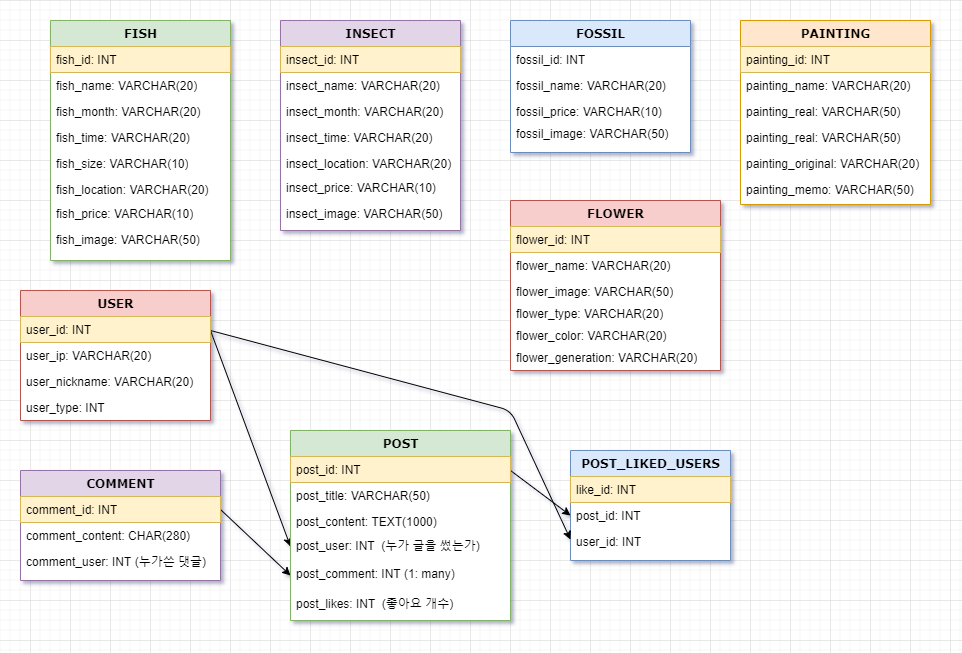 FISH
fish_id: INT
fish_name: VARCHAR(20)
fish_month: VARCHAR(20)
fish_time: VARCHAR(20)
fish_size: VARCHAR(10)
fish_location: VARCHAR(20)
fish_price: VARCHAR(10)
fish_image: VARCHAR(50)
INSECT
insect_id: INT
insect_name: VARCHAR(20)
insect_month: VARCHAR(20)
insect_time: VARCHAR(20)
insect_location: VARCHAR(20)
insect_price: VARCHAR(10)
insect_image: VARCHAR(50)
FOSSIL
fossil_id: INT
fossil_name: VARCHAR(20)
fossil_price: VARCHAR(10)
fossil_image: VARCHAR(50)
PAINTING
painting_id: INT
painting_name: VARCHAR(20)
painting_real: VARCHAR(50)
painting_real: VARCHAR(50)
painting_original: VARCHAR(20)
painting_memo: VARCHAR(50)
FLOWER
flower_id: INT
flower_name: VARCHAR(20)
flower_image: VARCHAR(50)
flower_type: VARCHAR(20)
flower_color: VARCHAR(20)
flower_generation: VARCHAR(20)
USER
user_id: INT
user_ip: VARCHAR(20)
user_nickname: VARCHAR(20)
user_type: INT
COMMENT
comment_id: INT
comment_content: CHAR(280)
comment_user: INT (누가쓴 댓글)
POST
post_id: INT
post_title: VARCHAR(50)
post_content: TEXT(1000)
post_user: INT (누가 글을 썼는가)
post_comment: INT (1: many)
post_likes: INT (좋아요 개수)
POST_LIKED_USERS
like_id: INT
post_id: INT
user_id: INT